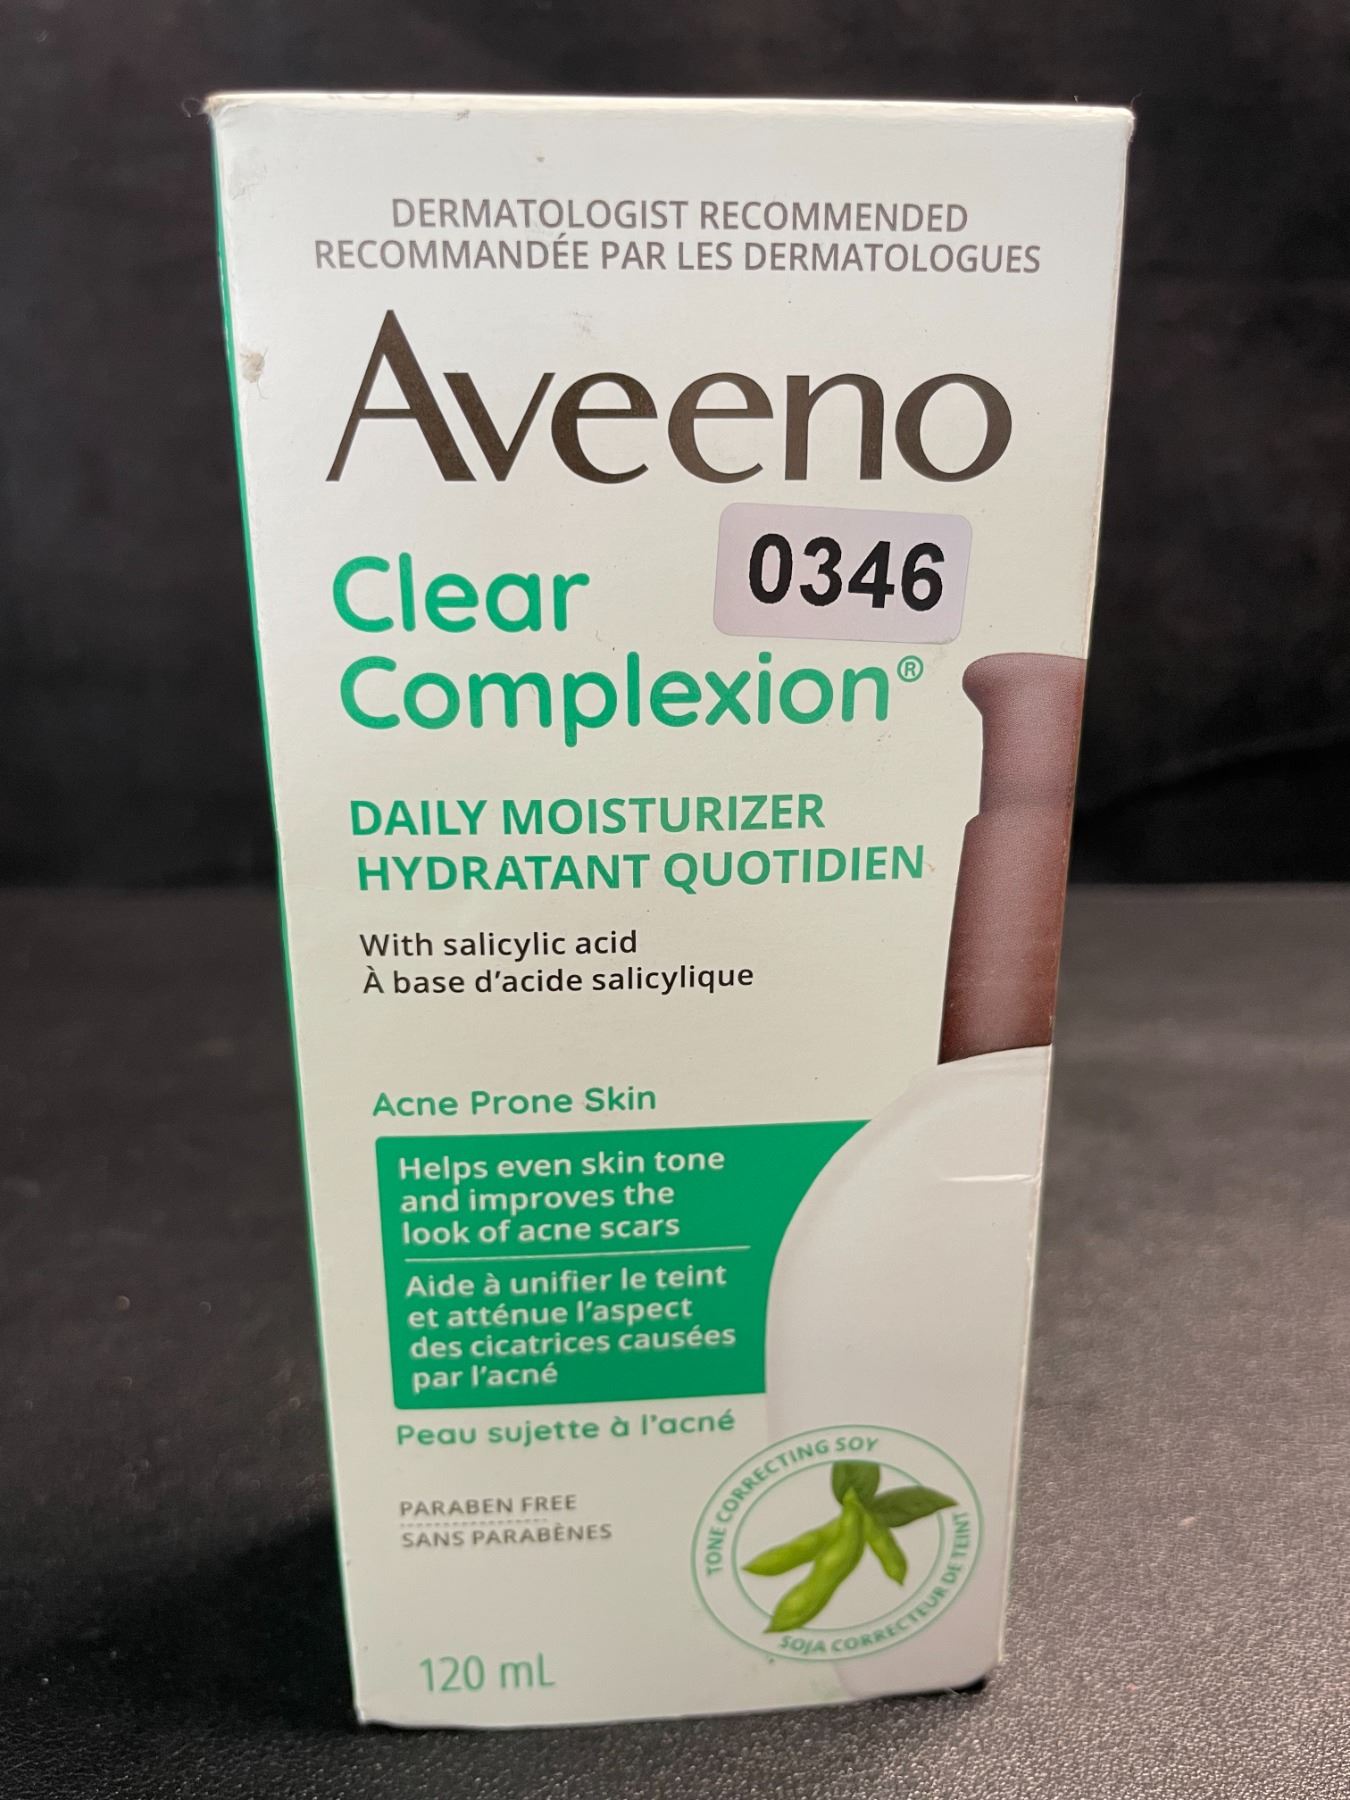 DERMATOLOGIST RECOMMENDED
RECOMMANDÉE PAR LES DERMATOLOGUES
Aveeno
0346
Clear
Complexion®
DAILY MOISTURIZER
HYDRATANT QUOTIDIEN
With salicylic acid
À base d'acide salicylique
Acne Prone Skin
Helps even skin tone
and improves the
look of acne scars
Aide à unifier le teint
et atténue l'aspect
des cicatrices causées
par l'acné
Peau sujette à l'acné
PARABEN FREE
SANS PARABÈNES
TONE CORRECTING SOY
SOJA CORRECTEUR DE TEINT
120 mL